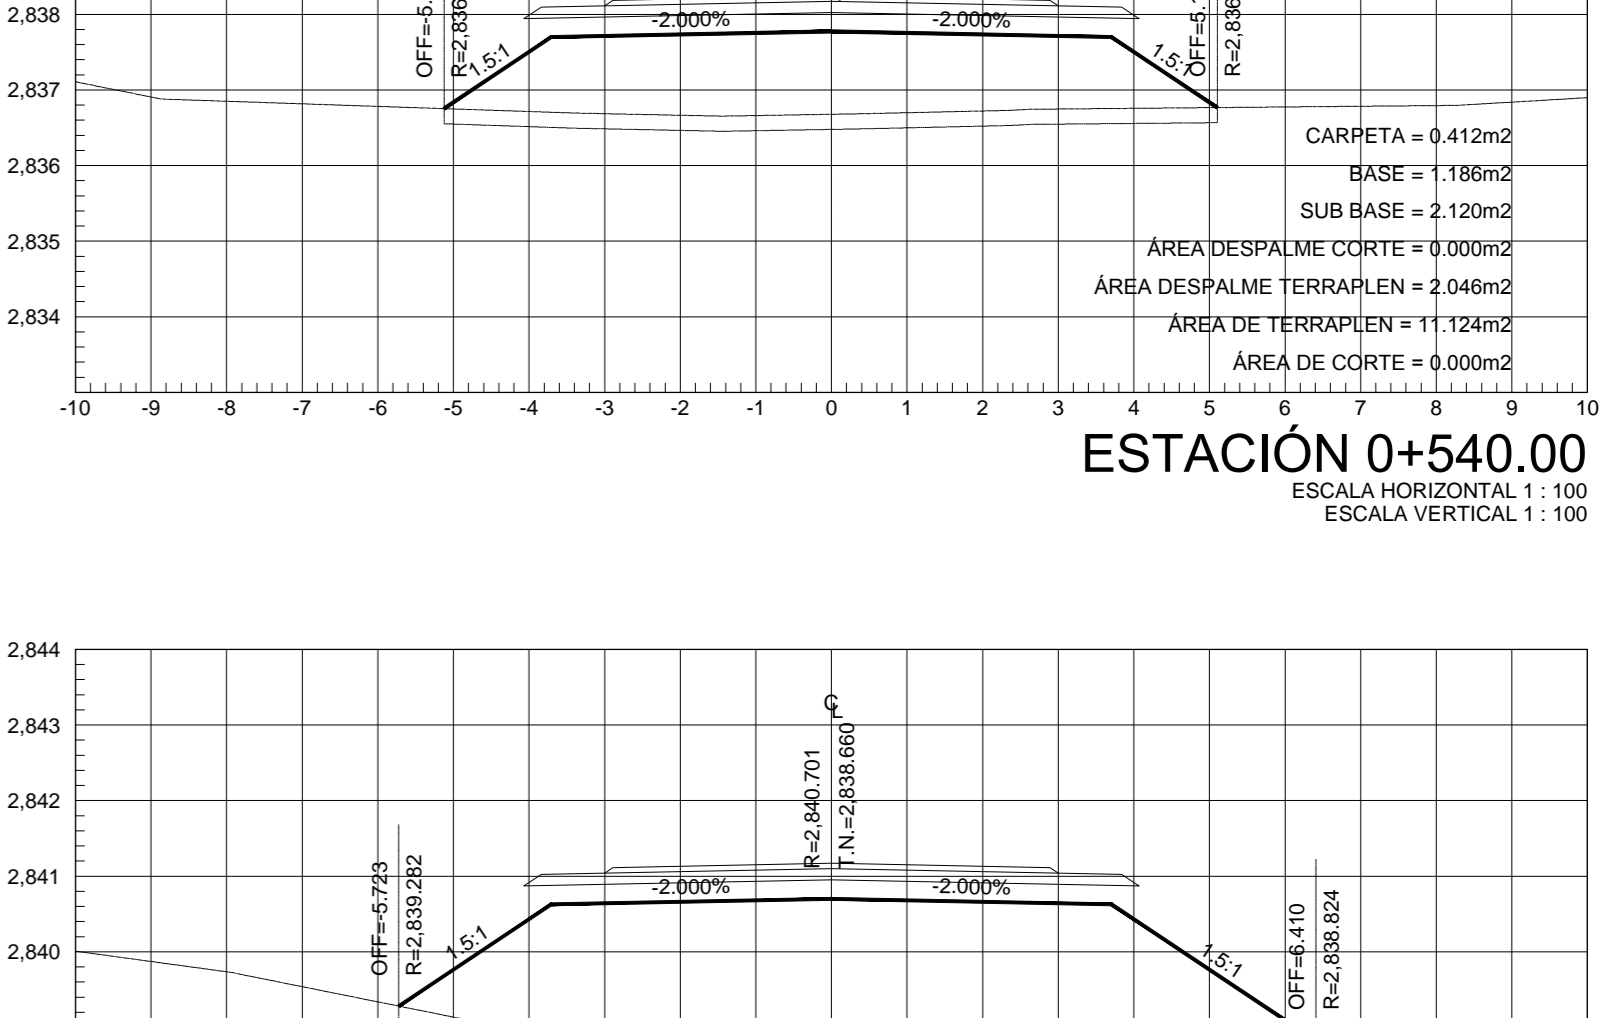 2,838
-2.000%
-2.000%
OFF=-5.
R=2,836
1.5:1
1.5:1
OFF=5.1
R=2,836
2,837
2,836
2,835
2,834
CARPETA = 0.412m2
BASE = 1.186m2
SUB BASE = 2.120m2
ÁREA DESPALME CORTE = 0.000m2
ÁREA DESPALME TERRAPLEN = 2.046m2
ÁREA DE TERRAPLEN = 11.124m2
ÁREA DE CORTE = 0.000m2
-10 -9 -8 -7 -6 -5 -4 -3 -2 -1 0 1 2 3 4 5 6 7 8 9 10
ESTACIÓN 0+540.00
ESCALA HORIZONTAL 1 : 100
ESCALA VERTICAL 1 : 100
2,844
2,843
2,842
2,841
2,840
CL
R=2,840.701
T.N.=2,838.660
-2.000%
-2.000%
OFF=-5.723
R=2,839.282
1.5:1
1.5:1
OFF=6.410
R=2,838.824